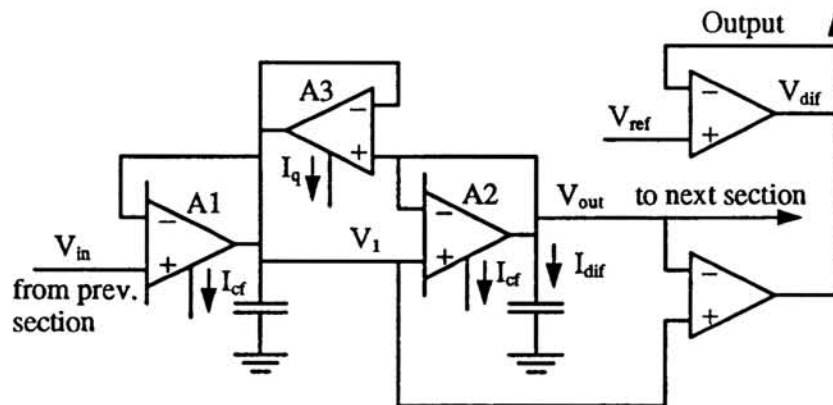 Output
A3
−
+
−
+
V_dif
V_ref
I_q
A1
−
+
A2
−
+
V_out
to next section
V_in
V_1
from prev.
section
I_cf
I_cf
I_dif
−
+